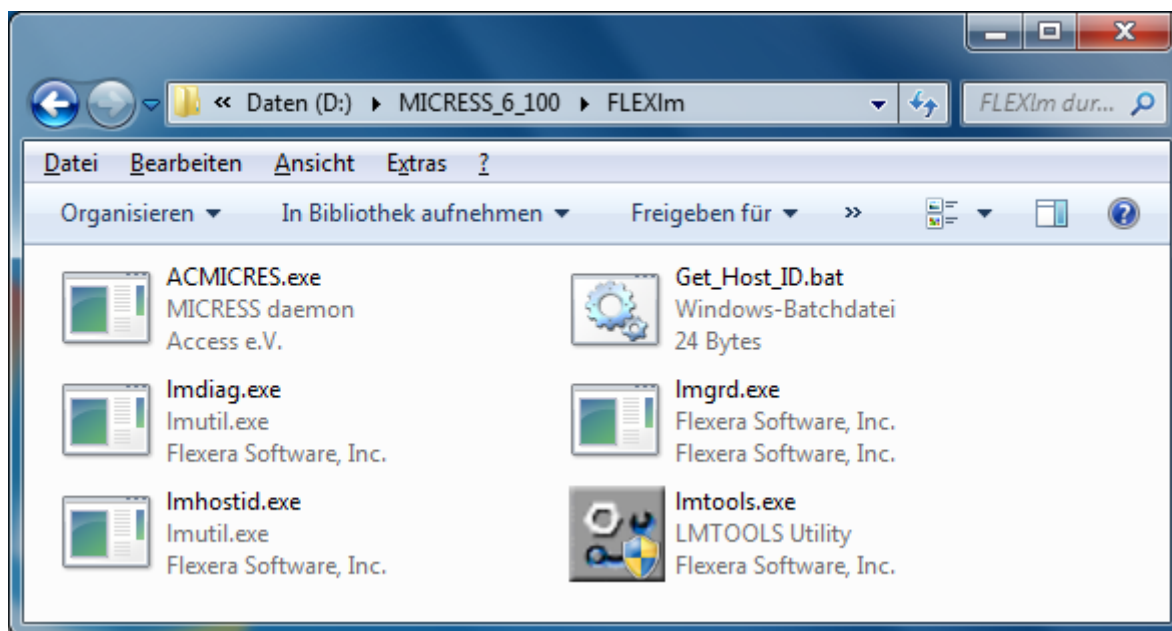 « Daten (D:) MICRESS_6_100 FLEXlm
FLEXlm dur...
Datei Bearbeiten Ansicht Extras ?
Organisieren In Bibliothek aufnehmen Freigeben für »
ACMICRES.exe
MICRESS daemon
Access e.V.
Get_Host_ID.bat
Windows-Batchdatei
24 Bytes
lmdiag.exe
lmutil.exe
Flexera Software, Inc.
lmgrd.exe
Flexera Software, Inc.
Flexera Software, Inc.
lmhostid.exe
lmutil.exe
Flexera Software, Inc.
lmtools.exe
LMTOOLS Utility
Flexera Software, Inc.